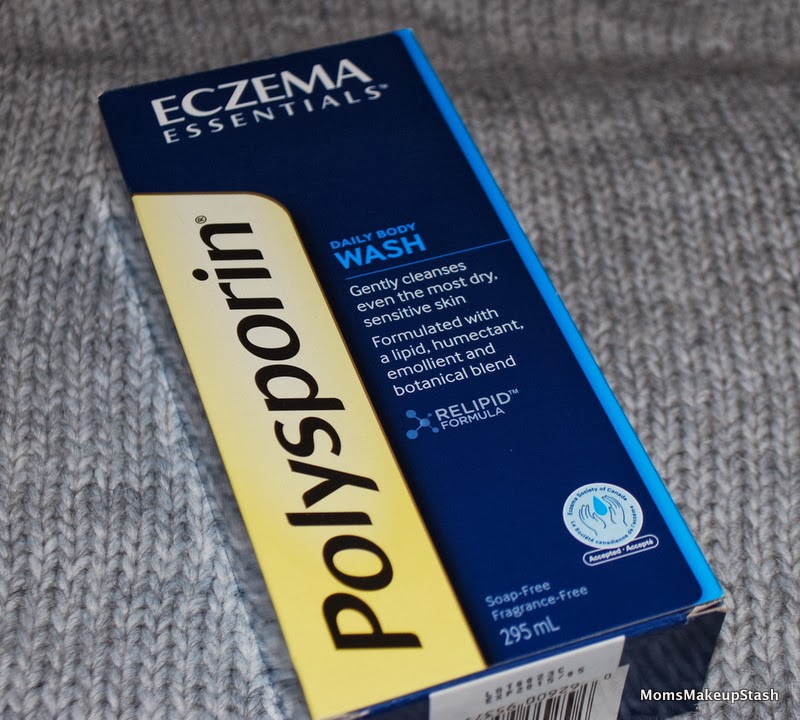 ECZEMA
ESSENTIALS™
Polysporin®
DAILY BODY
WASH
Gently cleanses
even the most dry,
sensitive skin
Formulated with
a lipid, humectant,
emollient and
botanical blend
RELIPID™
FORMULA
Eczema Society of Canada
La Société canadienne de l'eczéma
Accepted · Accepté
Soap-Free
Fragrance-Free
295 mL
MomsMakeupStash